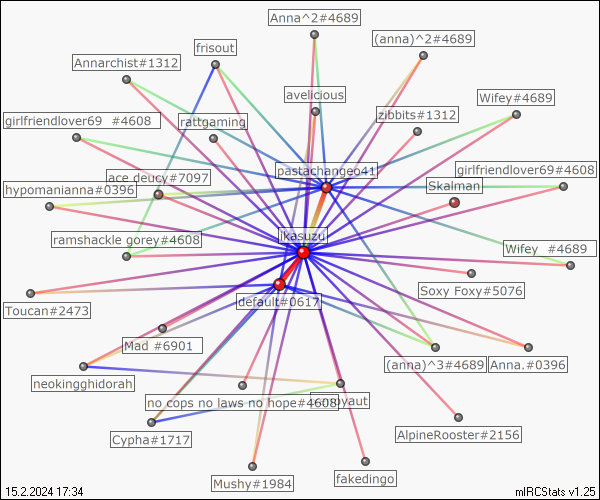 Anna^2#4689
(anna)^2#4689
frisout
Annarchist#1312
avelicious
Wifey#4689
zibbits#1312
girlfriendlover69 #4608
rattgaming
pastachangeo41
girlfriendlover69#4608
ace deucy#7097
Skalman
hypomanianna#0396
ikasuzu
ramshackle gorey#4608
Wifey #4689
Soxy Foxy#5076
default#0617
Toucan#2473
Mad #6901
(anna)^3#4689
Anna.#0396
neokingghidorah
no cops no laws no hope#4608
yaut
AlpineRooster#2156
Cypha#1717
fakedingo
Mushy#1984
15.2.2024 17:34
mIRCStats v1.25